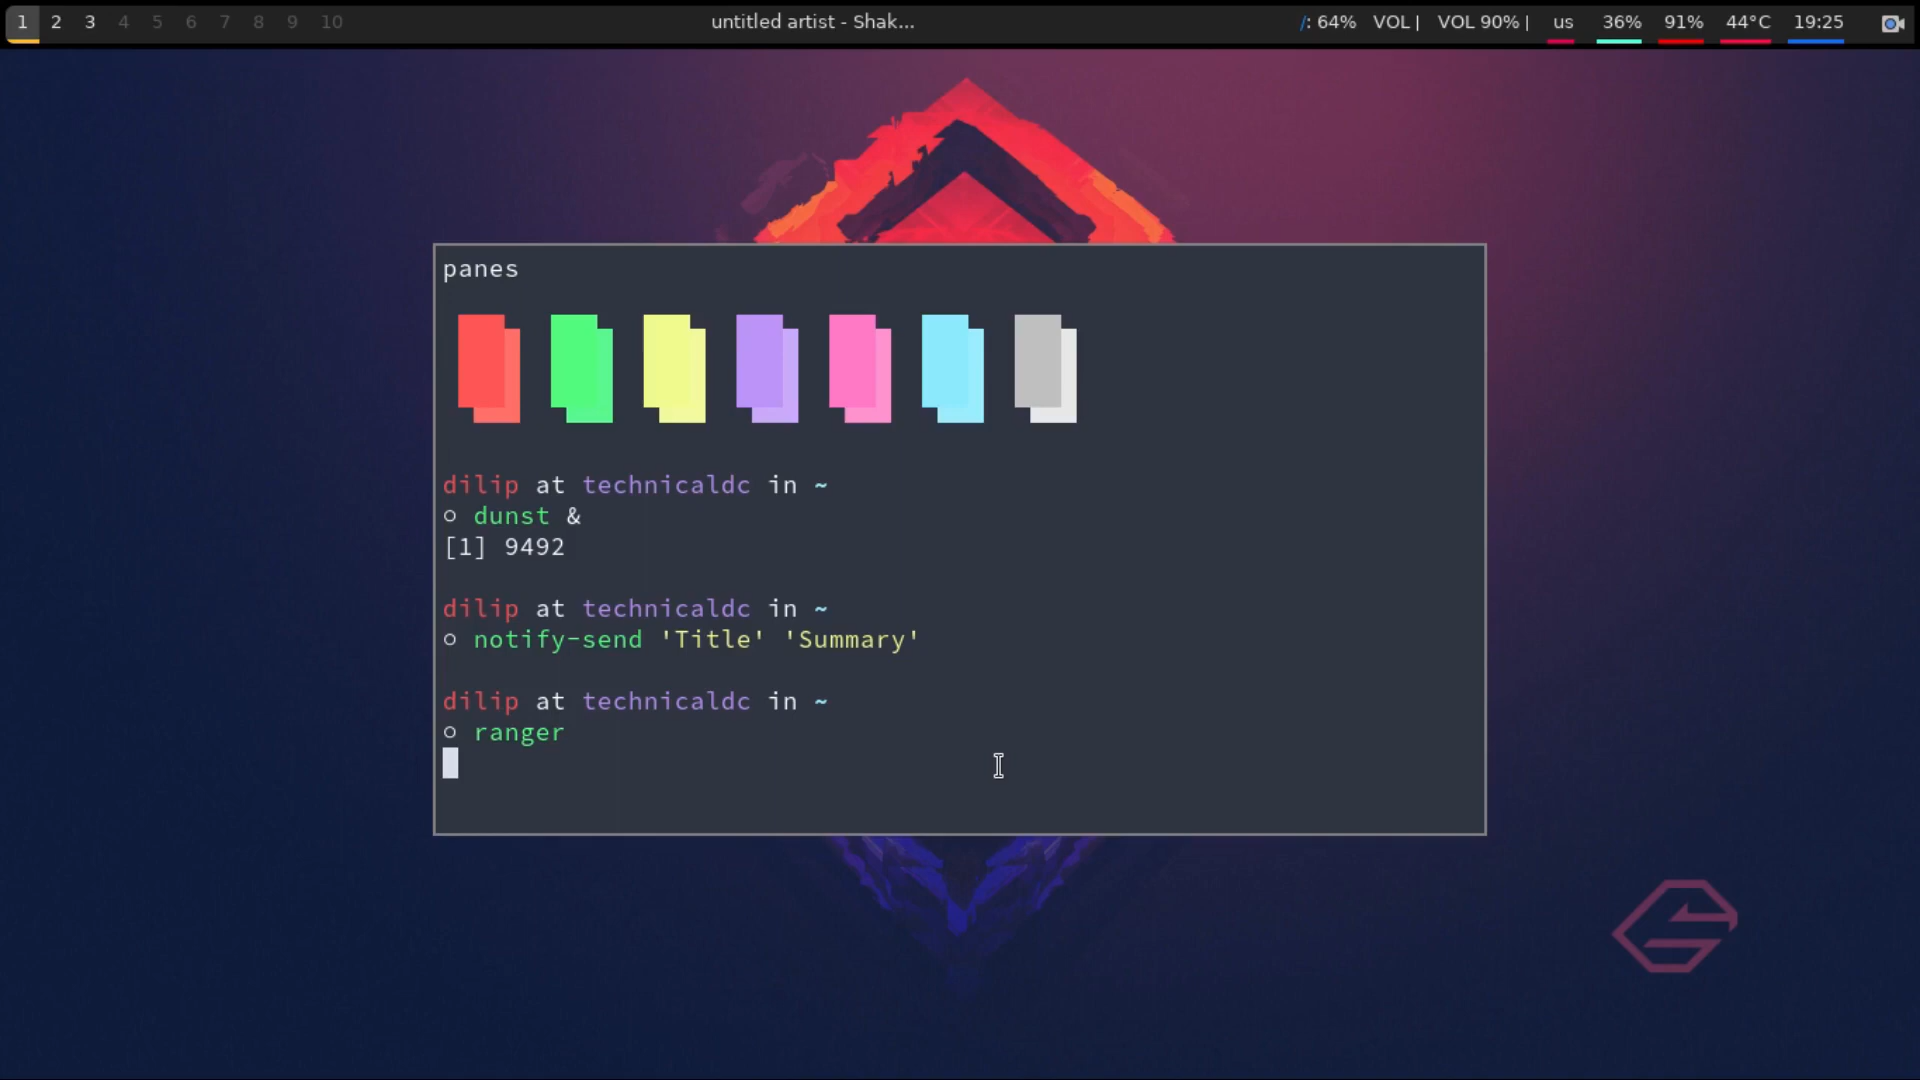 1 2 3 4 5 6 7 8 9 10 untitled artist - Shak... /: 64% VOL | VOL 90% | us 36% 91% 44°C 19:25
panes
dilip at technicaldc in ~
○ dunst &
[1] 9492
dilip at technicaldc in ~
○ notify-send 'Title' 'Summary'
dilip at technicaldc in ~
○ ranger